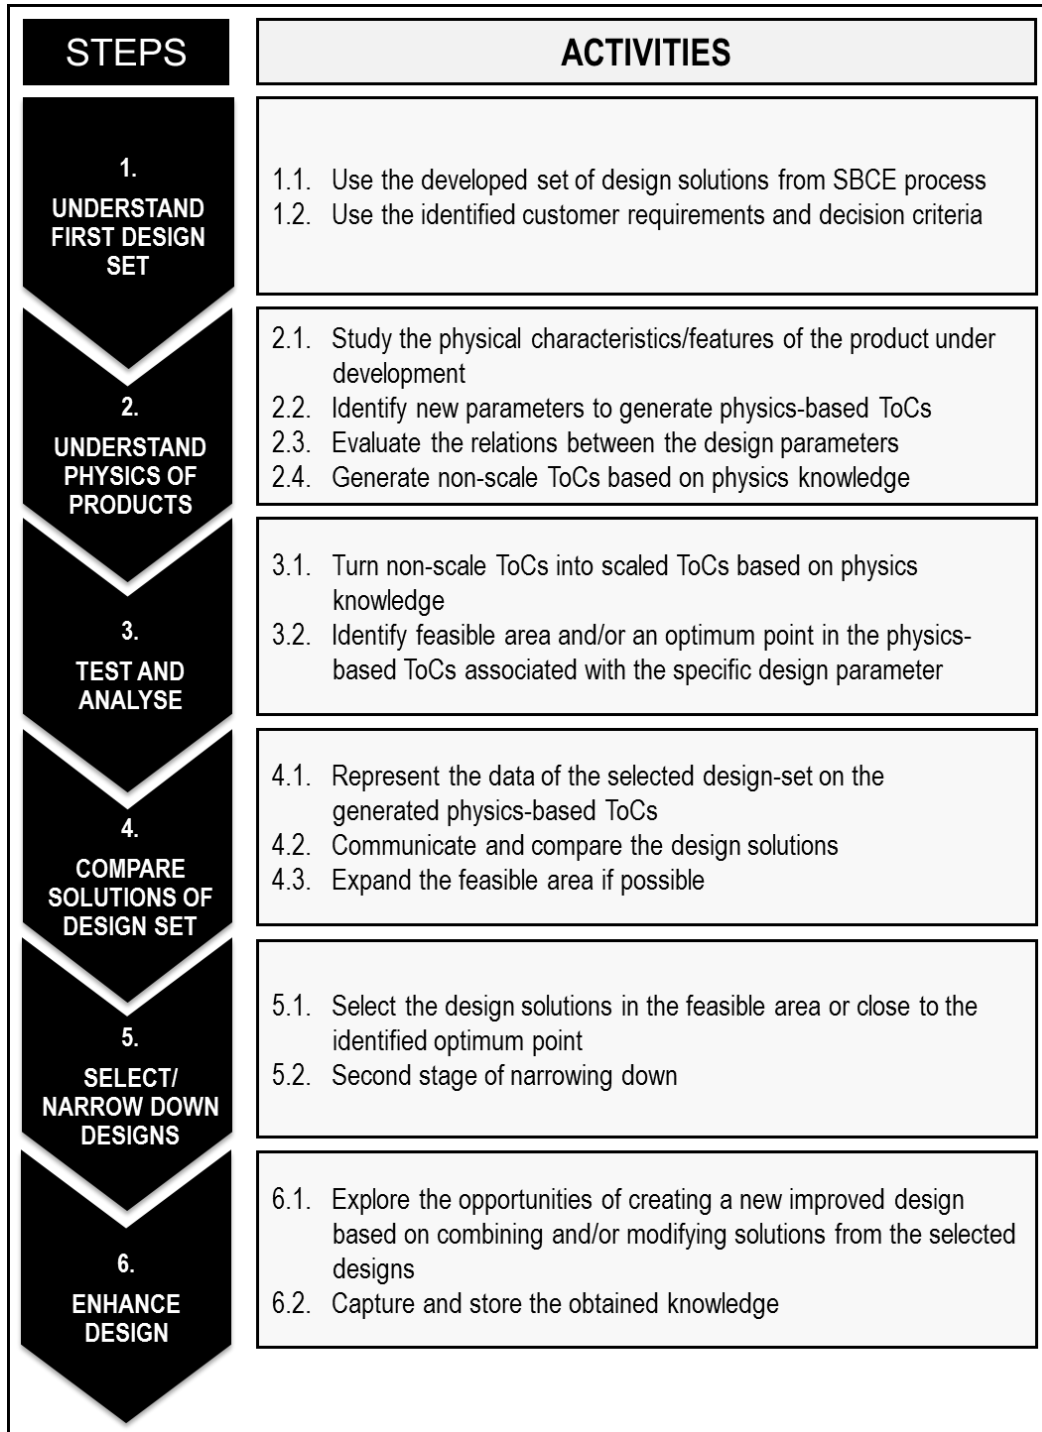 STEPS
ACTIVITIES
1.
UNDERSTAND
FIRST DESIGN
SET
1.1. Use the developed set of design solutions from SBCE process
1.2. Use the identified customer requirements and decision criteria
2.
UNDERSTAND
PHYSICS OF
PRODUCTS
2.1. Study the physical characteristics/features of the product under
development
2.2. Identify new parameters to generate physics-based ToCs
2.3. Evaluate the relations between the design parameters
2.4. Generate non-scale ToCs based on physics knowledge
3.
TEST AND
ANALYSE
3.1. Turn non-scale ToCs into scaled ToCs based on physics
knowledge
3.2. Identify feasible area and/or an optimum point in the physics-
based ToCs associated with the specific design parameter
4.
COMPARE
SOLUTIONS OF
DESIGN SET
4.1. Represent the data of the selected design-set on the
generated physics-based ToCs
4.2. Communicate and compare the design solutions
4.3. Expand the feasible area if possible
5.
SELECT/
NARROW DOWN
DESIGNS
5.1. Select the design solutions in the feasible area or close to the
identified optimum point
5.2. Second stage of narrowing down
6.
ENHANCE
DESIGN
6.1. Explore the opportunities of creating a new improved design
based on combining and/or modifying solutions from the selected
designs
6.2. Capture and store the obtained knowledge